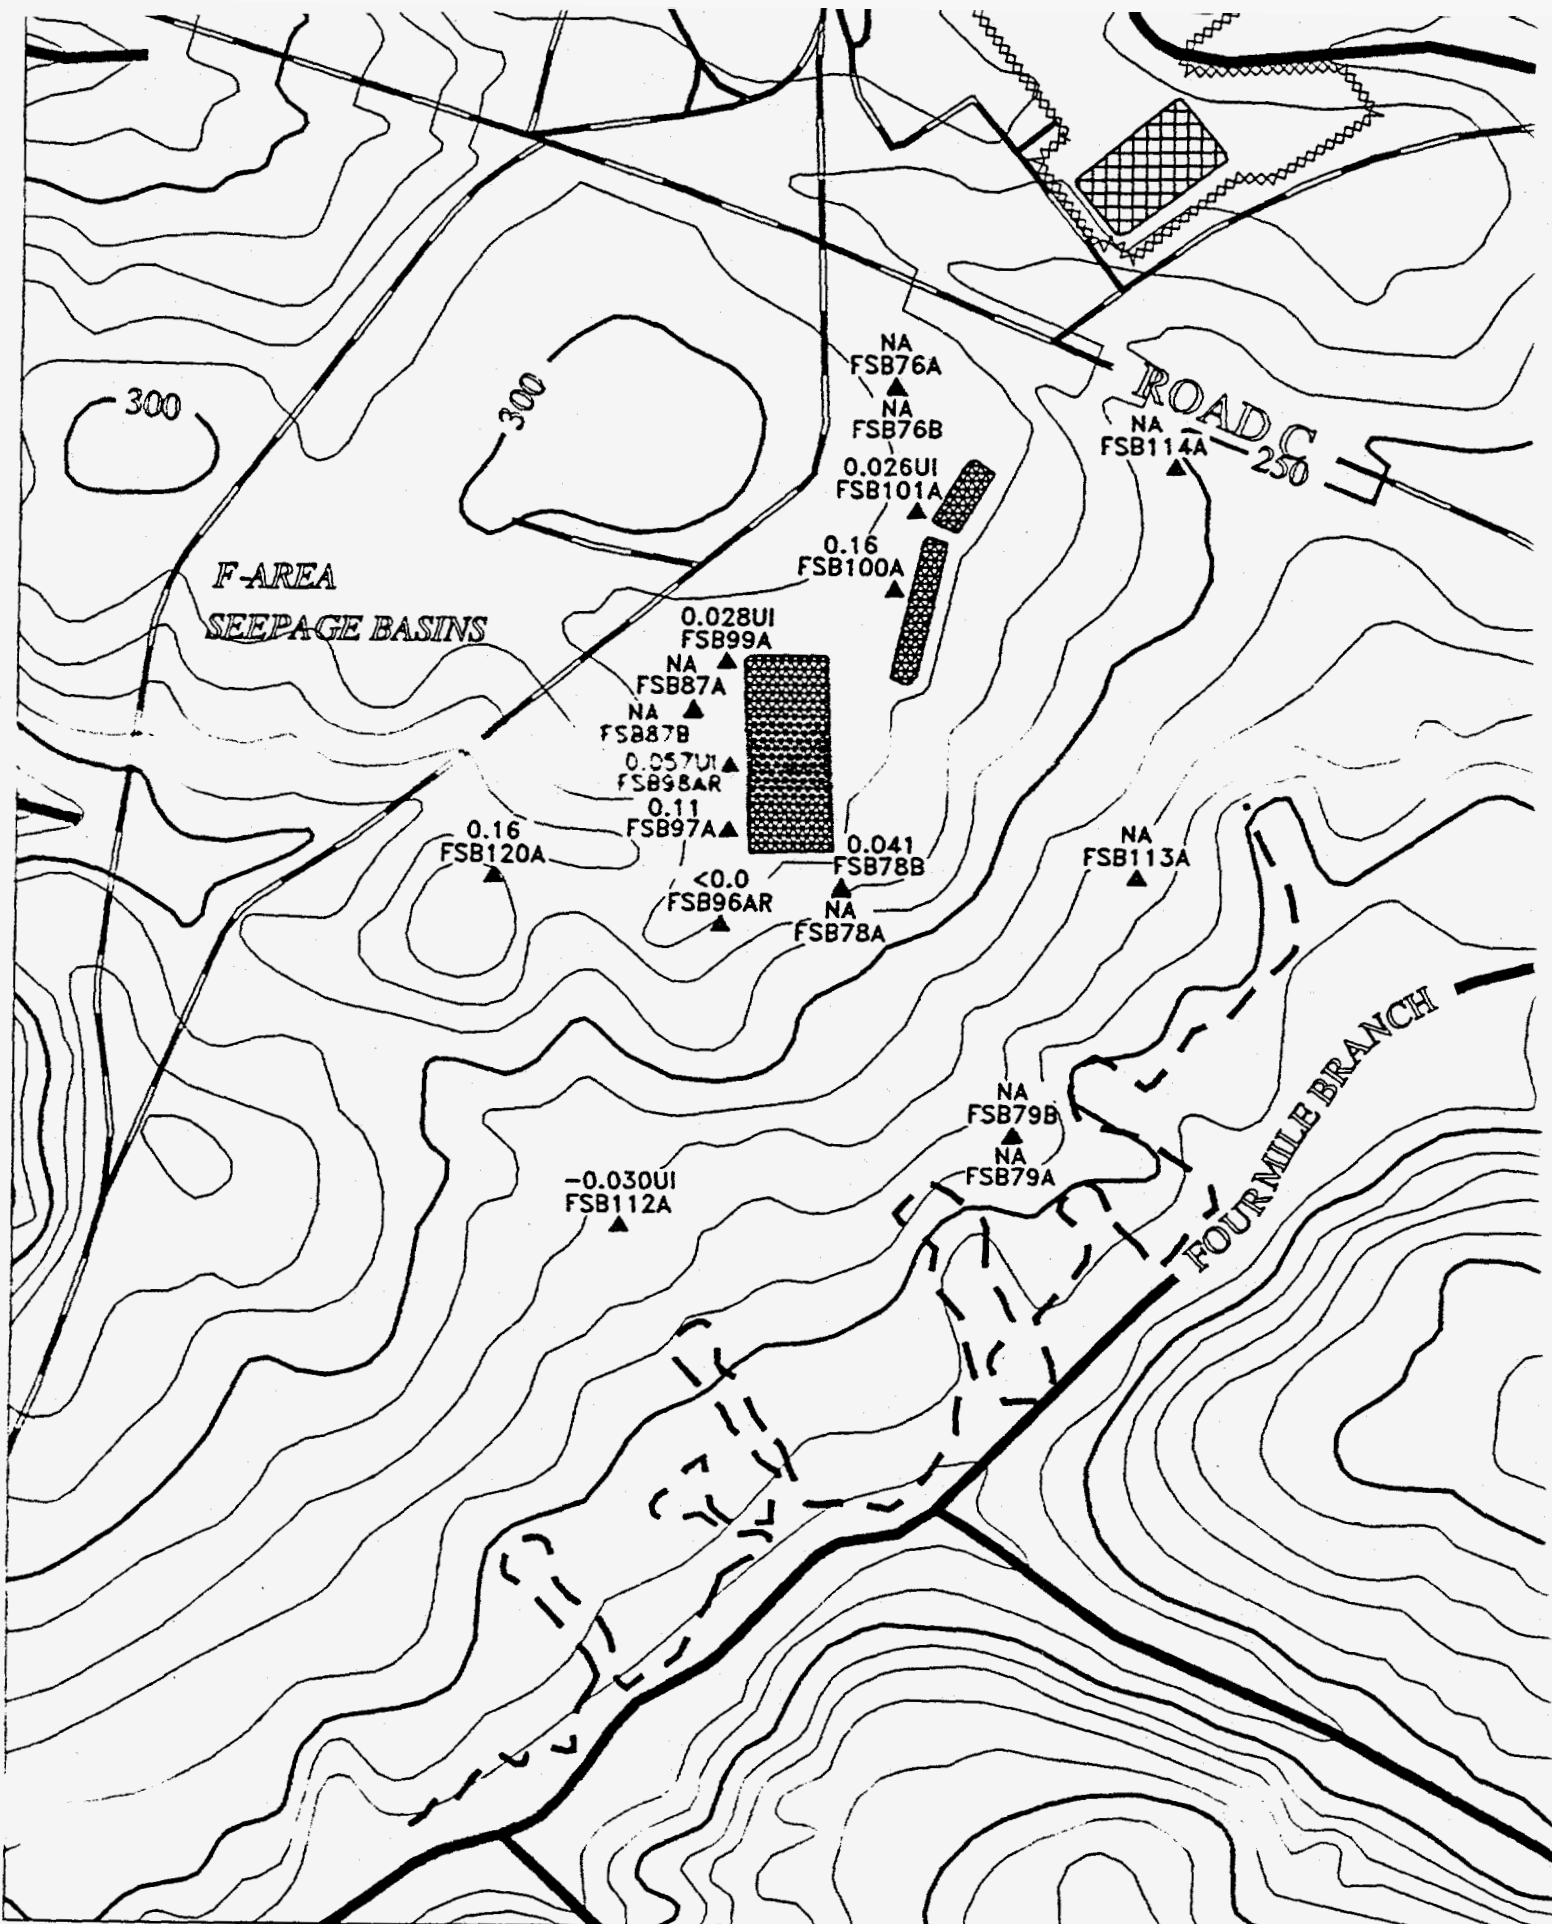 NA
FSB76A
NA
FSB76B
300
300
ROAD C
NA
FSB114A
250
0.026UI
FSB101A
0.16
FSB100A
F-AREA
SEEPAGE BASINS
0.028UI
FSB99A
NA
FSB87A
NA
FSB87B
0.057UI
FSB98AR
0.11
FSB97A
0.16
FSB120A
0.041
FSB78B
NA
FSB113A
<0.0
FSB96AR
NA
FSB78A
FOURMILE BRANCH
NA
FSB79B
NA
FSB79A
-0.030UI
FSB112A